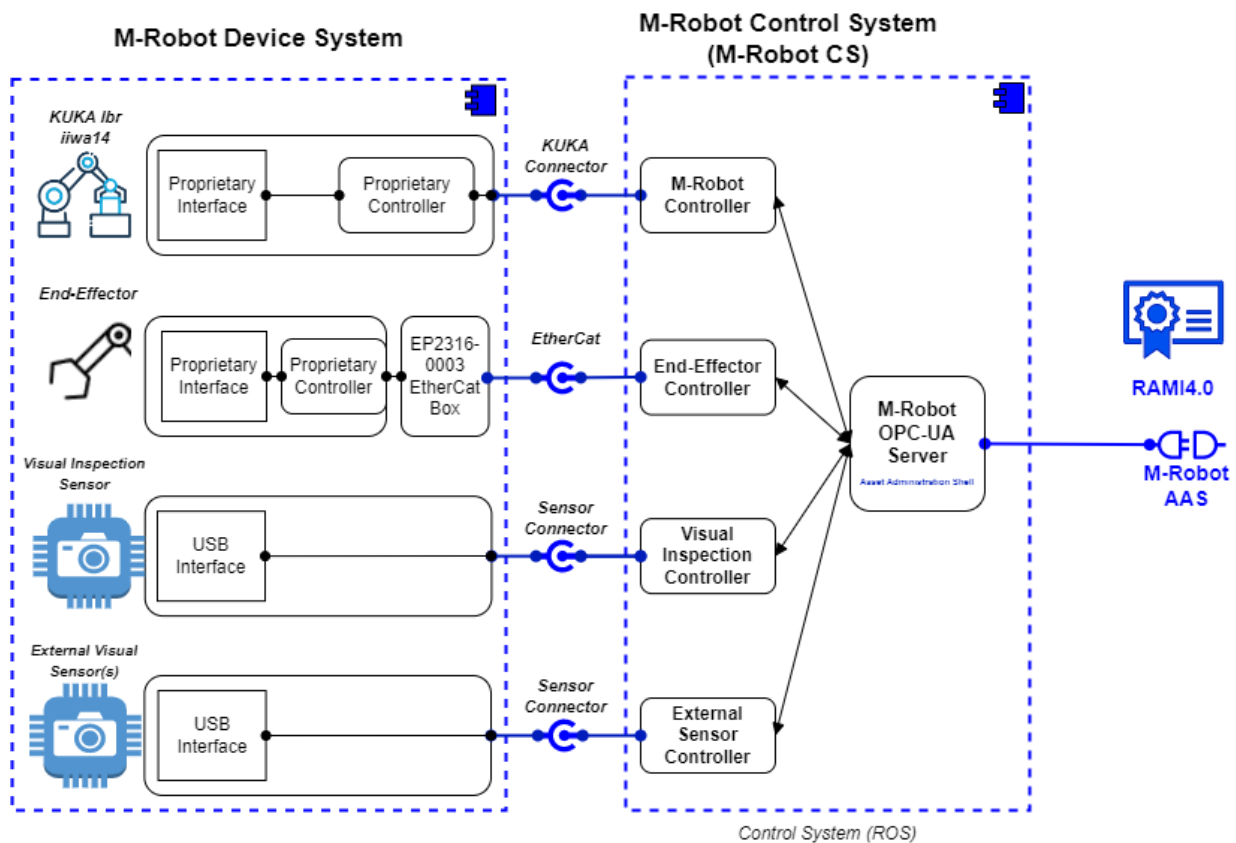 M-Robot Device System
M-Robot Control System
(M-Robot CS)
KUKA lbr
iiwa14
Proprietary
Interface
Proprietary
Controller
KUKA
Connector
M-Robot
Controller
End-Effector
Proprietary
Interface
Proprietary
Controller
EP2316-
0003
EtherCat
Box
EtherCat
End-Effector
Controller
M-Robot
OPC-UA
Server
Asset Administration Shell
RAMI4.0
M-Robot
AAS
Visual Inspection
Sensor
USB
Interface
Sensor
Connector
Visual
Inspection
Controller
External Visual
Sensor(s)
USB
Interface
Sensor
Connector
External
Sensor
Controller
Control System (ROS)